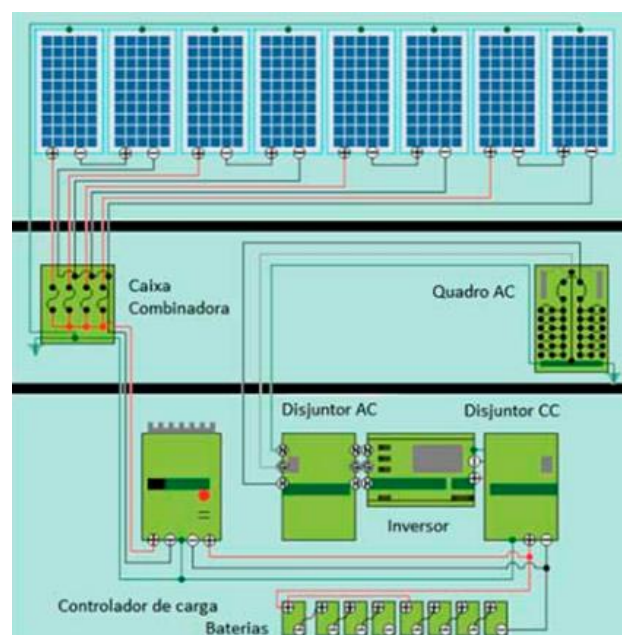 Caixa
Combinadora
Quadro AC
Disjuntor AC
Disjuntor CC
Inversor
Controlador de carga
Baterias